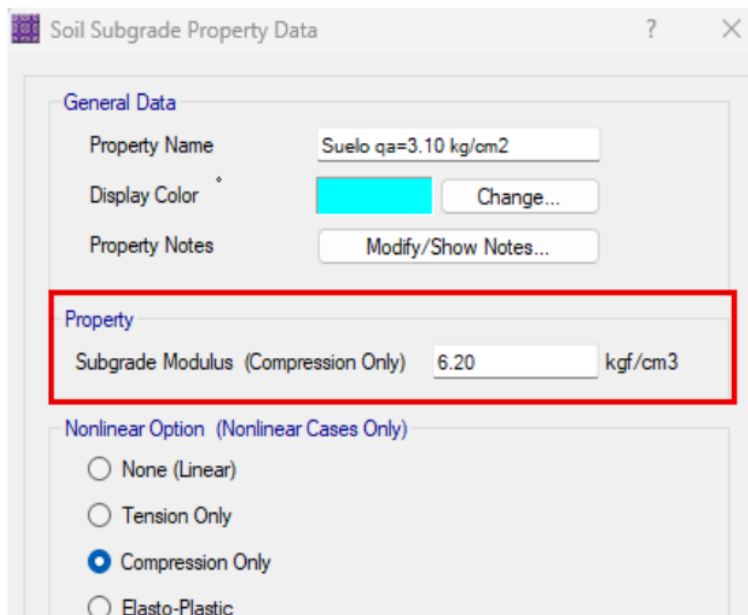 Soil Subgrade Property Data ? ×
General Data
Property Name Suelo qa=3.10 kg/cm2
Display Color Change...
Property Notes Modify/Show Notes...
Property
Subgrade Modulus (Compression Only) 6.20 kgf/cm3
Nonlinear Option (Nonlinear Cases Only)
None (Linear)
Tension Only
Compression Only
Elasto-Plastic